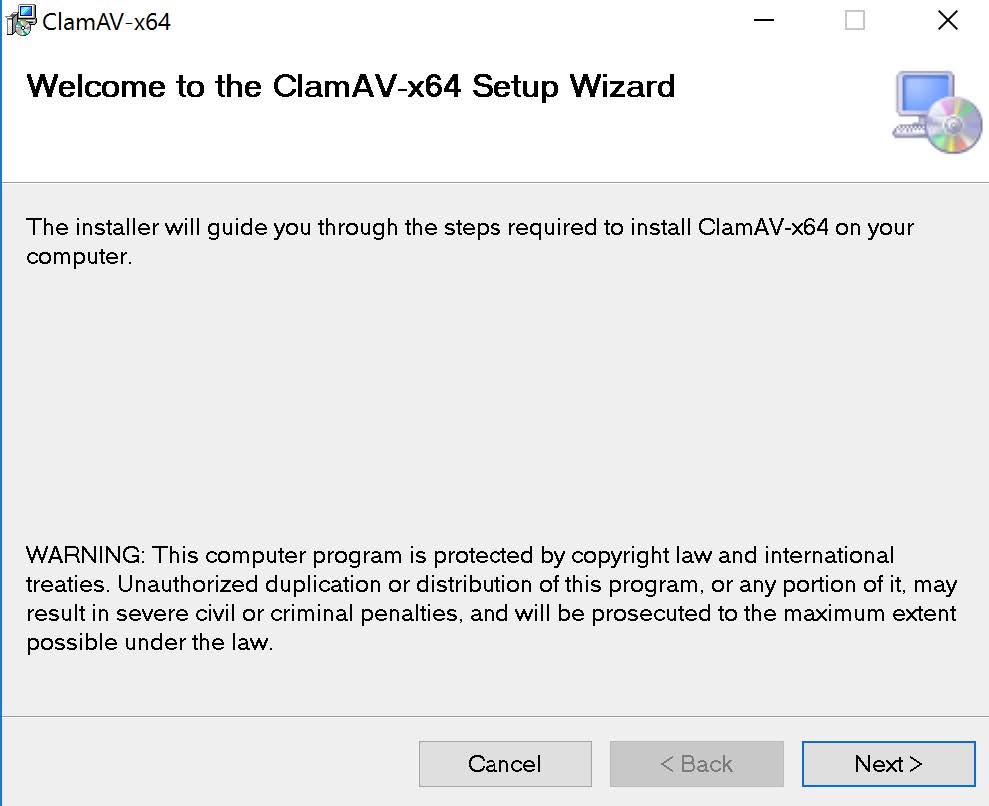 ClamAV-x64
Welcome to the ClamAV-x64 Setup Wizard
The installer will guide you through the steps required to install ClamAV-x64 on your
computer.
WARNING: This computer program is protected by copyright law and international
treaties. Unauthorized duplication or distribution of this program, or any portion of it, may
result in severe civil or criminal penalties, and will be prosecuted to the maximum extent
possible under the law.
Cancel
< Back
Next >